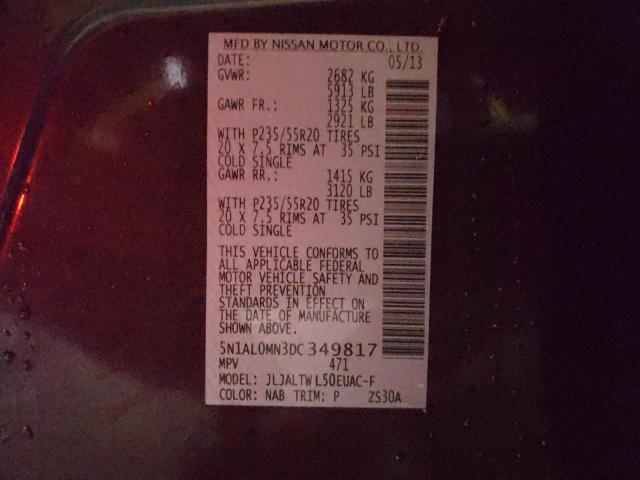 MFD BY NISSAN MOTOR CO., LTD.
DATE: 05/13
GVWR: 2682 KG
5913 LB
GAWR FR.: 1325 KG
2921 LB
WITH P235/55R20 TIRES
20 X 7.5 RIMS AT 35 PSI
COLD SINGLE
GAWR RR.: 1415 KG
3120 LB
WITH P235/55R20 TIRES
20 X 7.5 RIMS AT 35 PSI
COLD SINGLE
THIS VEHICLE CONFORMS TO
ALL APPLICABLE FEDERAL
MOTOR VEHICLE SAFETY AND
THEFT PREVENTION
STANDARDS IN EFFECT ON
THE DATE OF MANUFACTURE
SHOWN ABOVE.
5N1AL0MN3DC349817
MPV 471
MODEL: JLJALTWL50EUAC-F
COLOR: NAB TRIM: P ZS30A